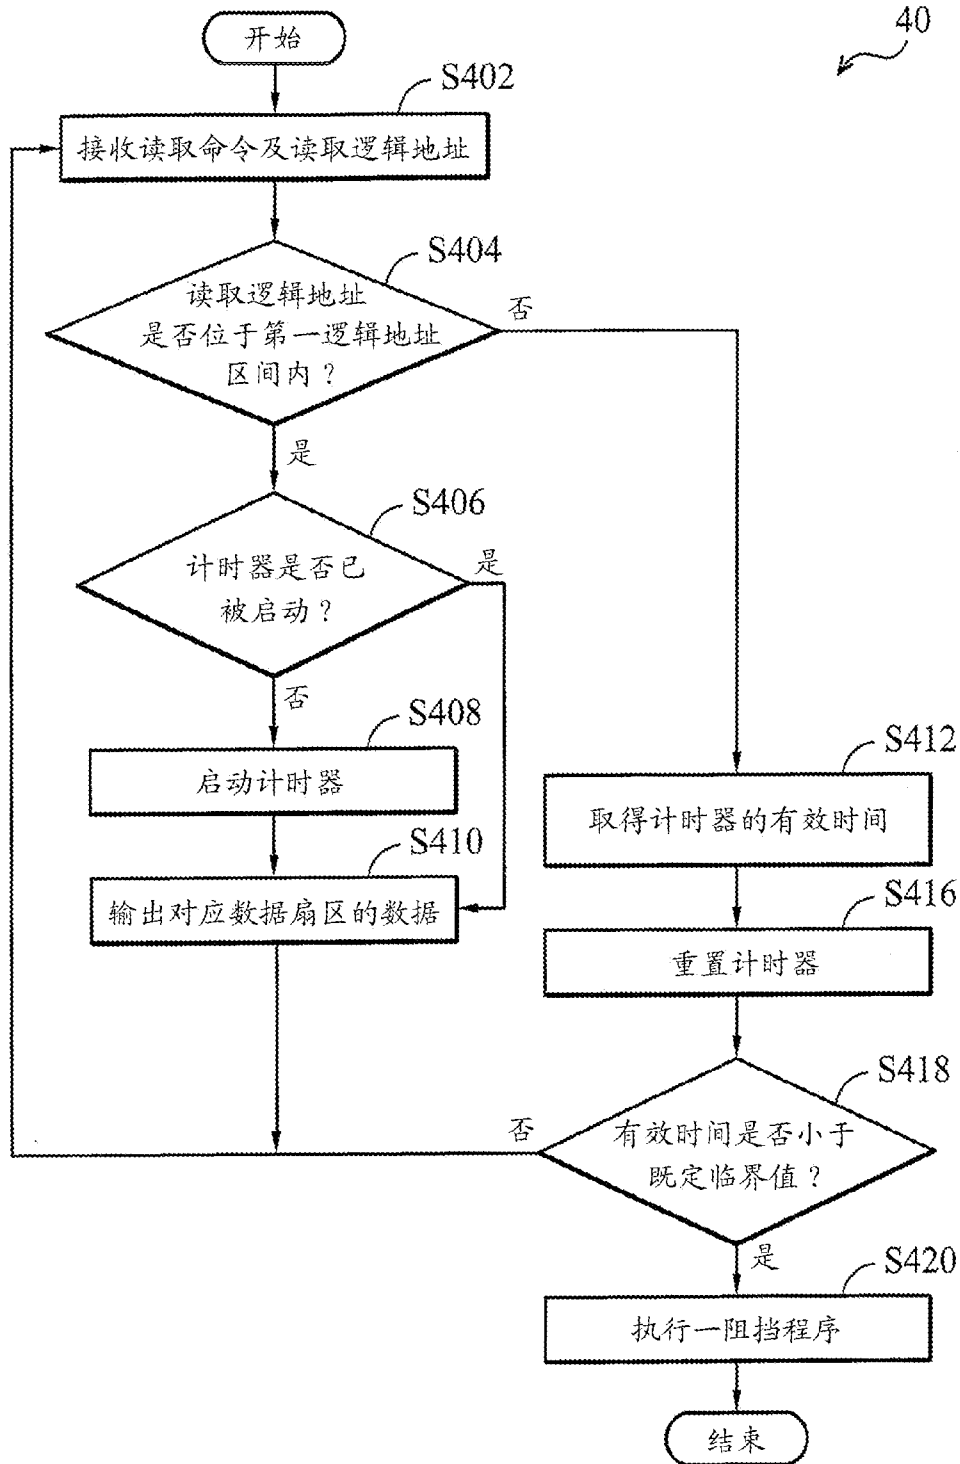 40
开始
S402
接收读取命令及读取逻辑地址
S404
读取逻辑地址
是否位于第一逻辑地址
区间内？
否
是
S406
计时器是否已
被启动？
是
否
S408
启动计时器
S410
输出对应数据扇区的数据
S412
取得计时器的有效时间
S416
重置计时器
S418
有效时间是否小于
既定临界值？
否
是
S420
执行一阻挡程序
结束